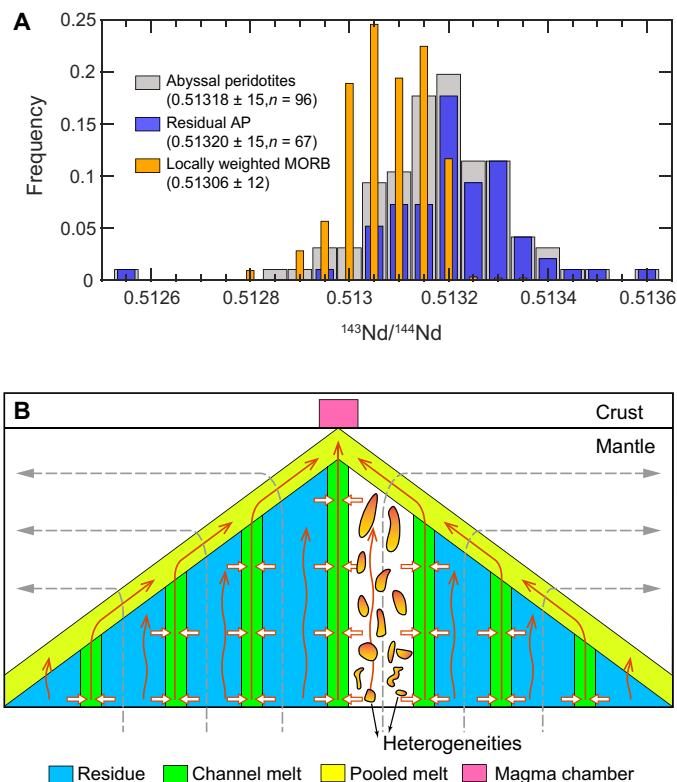 A
0.25
0.2
0.15
0.1
0.05
0
Frequency
Abyssal peridotites
(0.51318 ± 15,n = 96)
Residual AP
(0.51320 ± 15,n = 67)
Locally weighted MORB
(0.51306 ± 12)
0.5126 0.5128 0.513 0.5132 0.5134 0.5136
¹⁴³Nd/¹⁴⁴Nd
B
Crust
Mantle
Heterogeneities
Residue Channel melt Pooled melt Magma chamber